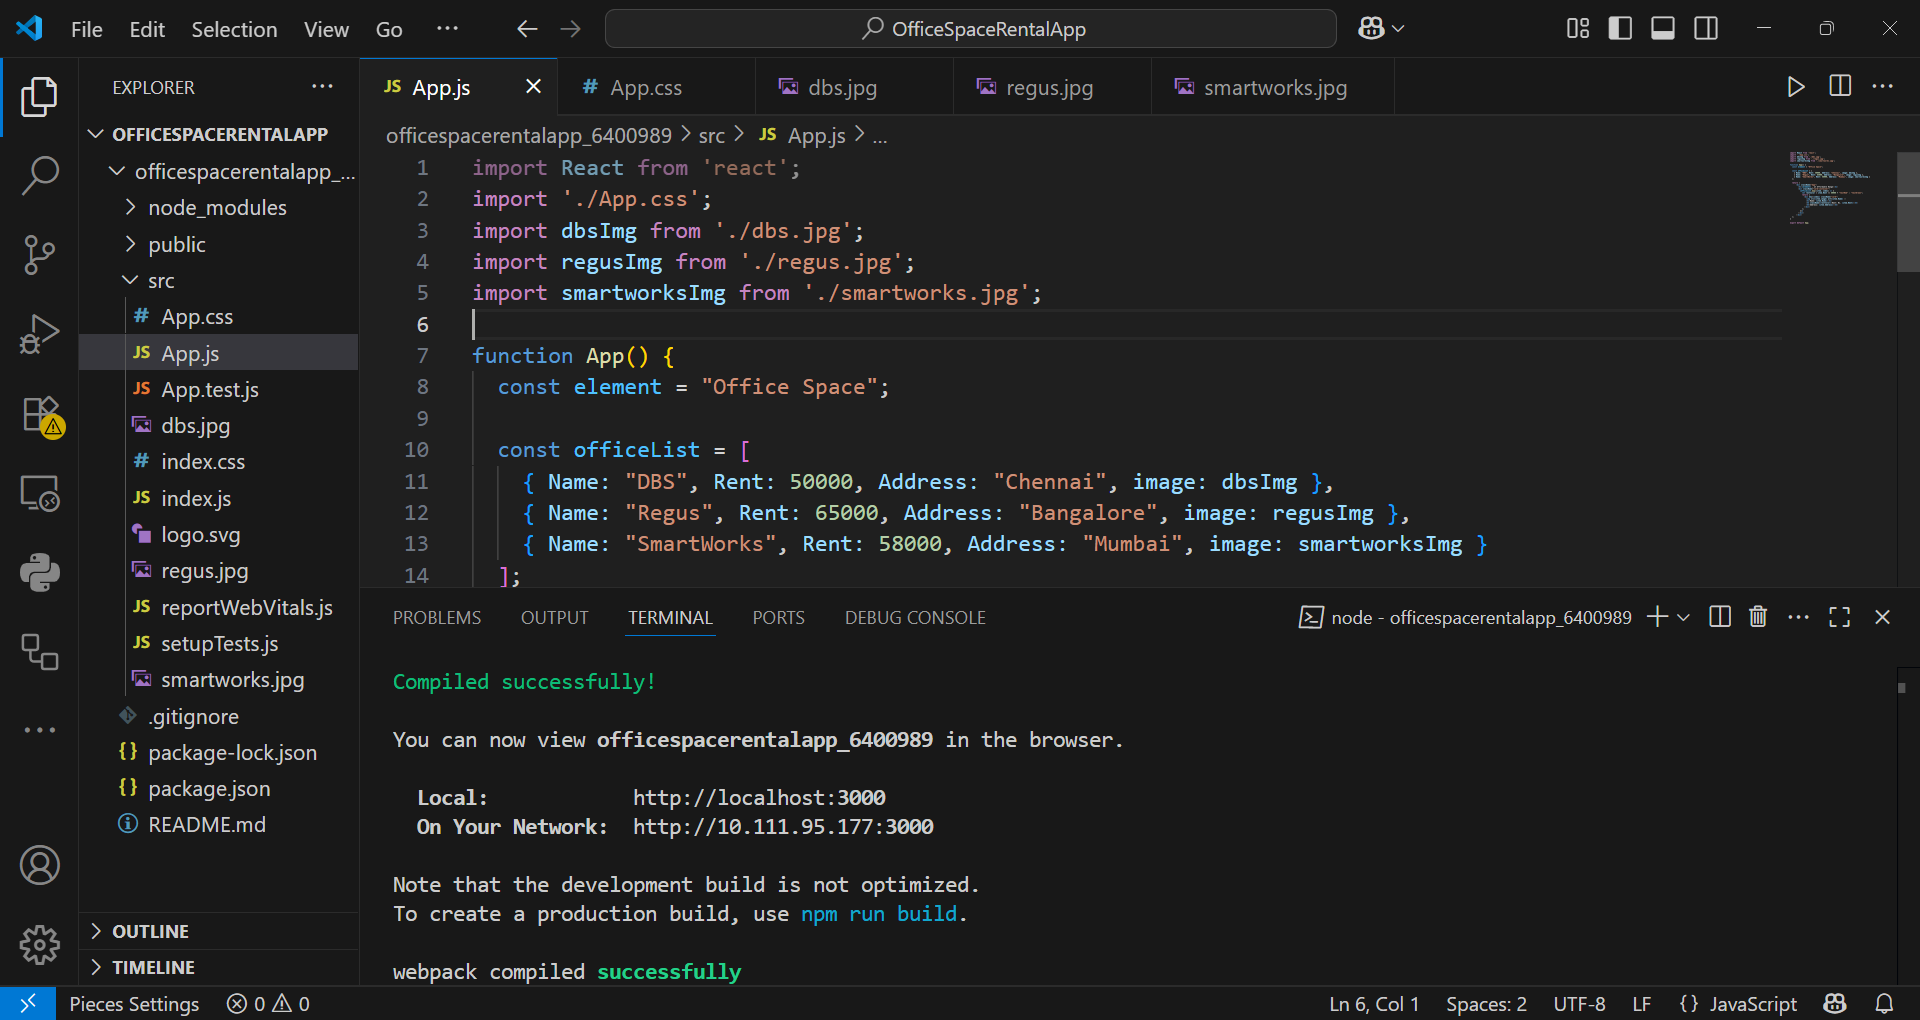 File Edit Selection View Go ...
OfficeSpaceRentalApp
EXPLORER ...
OFFICESPACERENTALAPP
officespacerentalapp_...
node_modules
public
src
# App.css
JS App.js
JS App.test.js
dbs.jpg
# index.css
JS index.js
logo.svg
regus.jpg
JS reportWebVitals.js
JS setupTests.js
smartworks.jpg
.gitignore
{} package-lock.json
{} package.json
README.md
OUTLINE
TIMELINE
JS App.js
# App.css
dbs.jpg
regus.jpg
smartworks.jpg
officespacerentalapp_6400989 > src > JS App.js > ...
1 import React from 'react';
2 import './App.css';
3 import dbsImg from './dbs.jpg';
4 import regusImg from './regus.jpg';
5 import smartworksImg from './smartworks.jpg';
6
7 function App() {
8 const element = "Office Space";
9
10 const officeList = [
11 { Name: "DBS", Rent: 50000, Address: "Chennai", image: dbsImg },
12 { Name: "Regus", Rent: 65000, Address: "Bangalore", image: regusImg },
13 { Name: "SmartWorks", Rent: 58000, Address: "Mumbai", image: smartworksImg }
14 ];
PROBLEMS OUTPUT TERMINAL PORTS DEBUG CONSOLE
node - officespacerentalapp_6400989
Compiled successfully!
You can now view officespacerentalapp_6400989 in the browser.
Local: http://localhost:3000
On Your Network: http://10.111.95.177:3000
Note that the development build is not optimized.
To create a production build, use npm run build.
webpack compiled successfully
Pieces Settings 0 0
Ln 6, Col 1 Spaces: 2 UTF-8 LF {} JavaScript